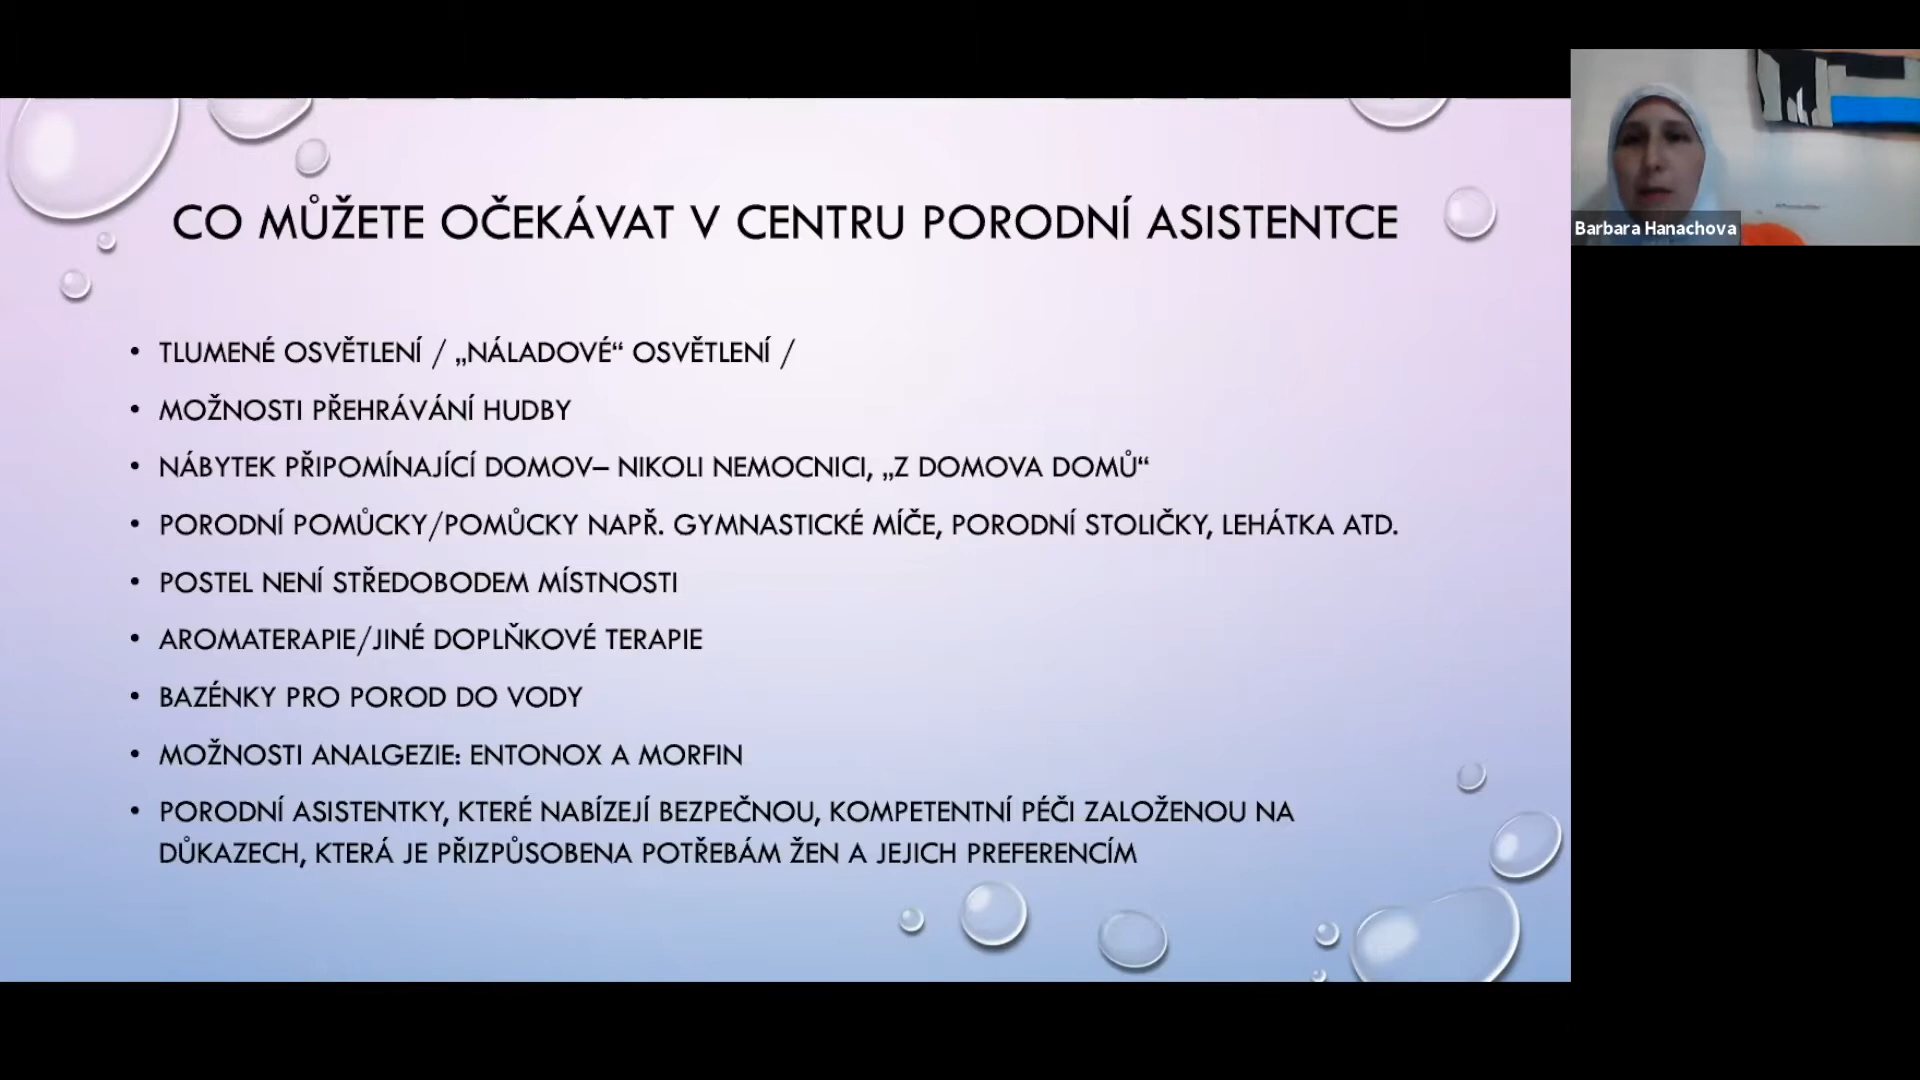 CO MŮŽETE OČEKÁVAT V CENTRU PORODNÍ ASISTENTCE
• TLUMENÉ OSVĚTLENÍ / „NÁLADOVÉ“ OSVĚTLENÍ /
• MOŽNOSTI PŘEHRÁVÁNÍ HUDBY
• NÁBYTEK PŘIPOMÍNAJÍCÍ DOMOV– NIKOLI NEMOCNICI, „Z DOMOVA DOMŮ“
• PORODNÍ POMŮCKY/POMŮCKY NAPŘ. GYMNASTICKÉ MÍČE, PORODNÍ STOLIČKY, LEHÁTKA ATD.
• POSTEL NENÍ STŘEDOBODEM MÍSTNOSTI
• AROMATERAPIE/JINÉ DOPLŇKOVÉ TERAPIE
• BAZÉNKY PRO POROD DO VODY
• MOŽNOSTI ANALGEZIE: ENTONOX A MORFIN
• PORODNÍ ASISTENTKY, KTERÉ NABÍZEJÍ BEZPEČNOU, KOMPETENTNÍ PÉČI ZALOŽENOU NA
DŮKAZECH, KTERÁ JE PŘIZPŮSOBENA POTŘEBÁM ŽEN A JEJICH PREFERENCÍM
Barbara Hanachova